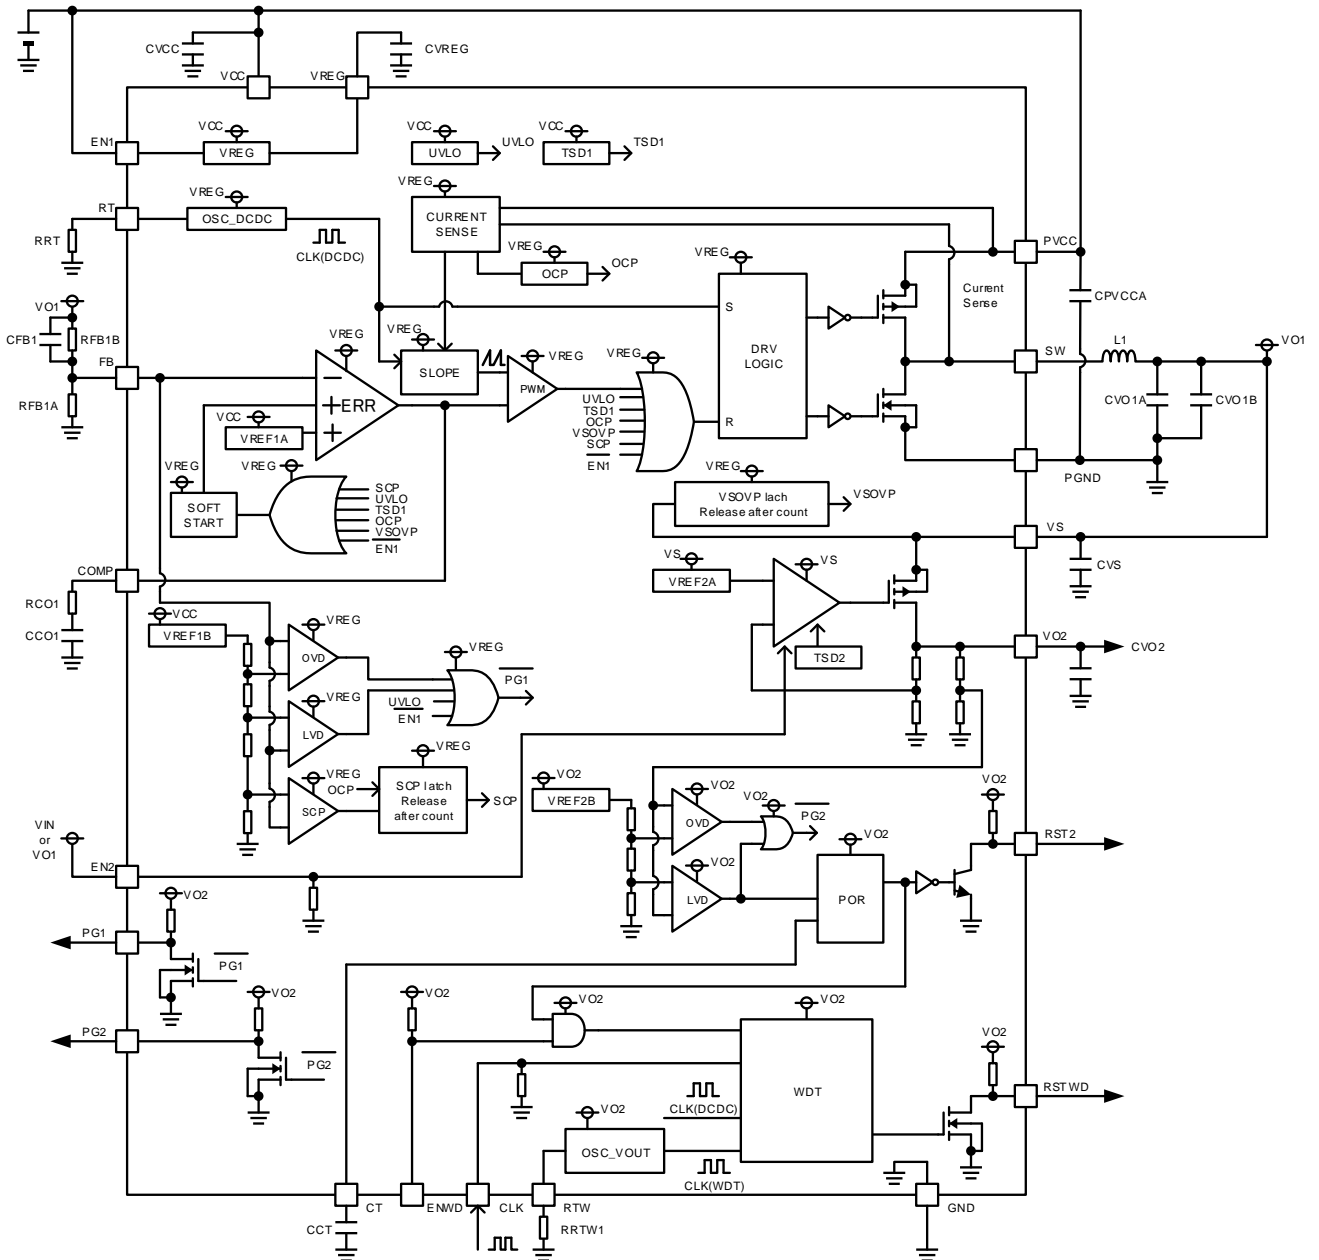 CVCC
CVREG
VCC
VREG
EN1
VCC
VREG
VCC
UVLO
UVLO
VCC
TSD1
TSD1
RT
VREG
OSC_DCDC
RRT
CLK(DCDC)
VREG
CURRENT
SENSE
VREG
OCP
OCP
VREG
DRV
LOGIC
S
R
Current
Sense
PVCC
CPVCCA
SW
L1
VO1
CVO1A
CVO1B
PGND
VO1
CFB1
RFB1B
FB
RFB1A
VREG
ERR
VCC
VREF1A
VREG
SLOPE
VREG
PWM
VREG
UVLO
TSD1
OCP
VSOVP
SCP
EN1
VREG
SOFT
START
VREG
SCP
UVLO
TSD1
OCP
VSOVP
EN1
VREG
VSOVP lach
Release after count
VSOVP
VS
CVS
COMP
RCO1
CCO1
VS
VREF2A
VS
TSD2
VO2
CVO2
VCC
VREF1B
VREG
OVD
VREG
LVD
VREG
UVLO
EN1
PG1
VREG
SCP
OCP
VREG
SCP latch
Release
after count
SCP
VO2
VREF2B
VO2
OVD
VO2
LVD
VO2
PG2
VO2
POR
VO2
RST2
VIN
or
VO1
EN2
PG1
VO2
PG1
PG2
VO2
PG2
VO2
VO2
VO2
WDT
CLK(DCDC)
VO2
OSC_VOUT
CLK(WDT)
VO2
RSTWD
CT
CCT
ENWD
CLK
RTW
RRTW1
GND